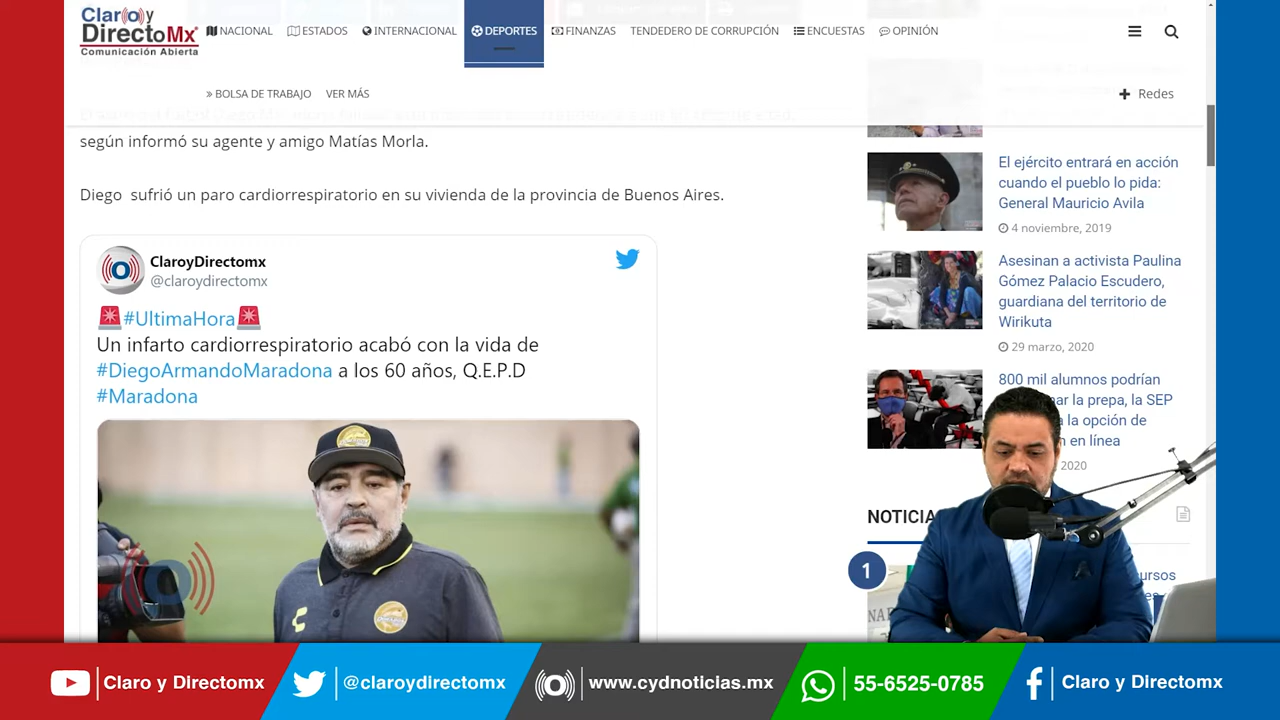 Claro y
DirectoMx
Comunicación Abierta
NACIONAL ESTADOS INTERNACIONAL DEPORTES FINANZAS TENDEDERO DE CORRUPCIÓN ENCUESTAS OPINIÓN
» BOLSA DE TRABAJO VER MÁS
+ Redes
según informó su agente y amigo Matías Morla.
Diego sufrió un paro cardiorrespiratorio en su vivienda de la provincia de Buenos Aires.
ClaroyDirectomx
@claroydirectomx
🚨#UltimaHora🚨
Un infarto cardiorrespiratorio acabó con la vida de
#DiegoArmandoMaradona a los 60 años, Q.E.P.D
#Maradona
El ejército entrará en acción
cuando el pueblo lo pida:
General Mauricio Avila
4 noviembre, 2019
Asesinan a activista Paulina
Gómez Palacio Escudero,
guardiana del territorio de
Wirikuta
29 marzo, 2020
800 mil alumnos podrían
la prepa, la SEP
la opción de
en línea
2020
1
Claro y Directomx
@claroydirectomx
www.cydnoticias.mx
55-6525-0785
Claro y Directomx